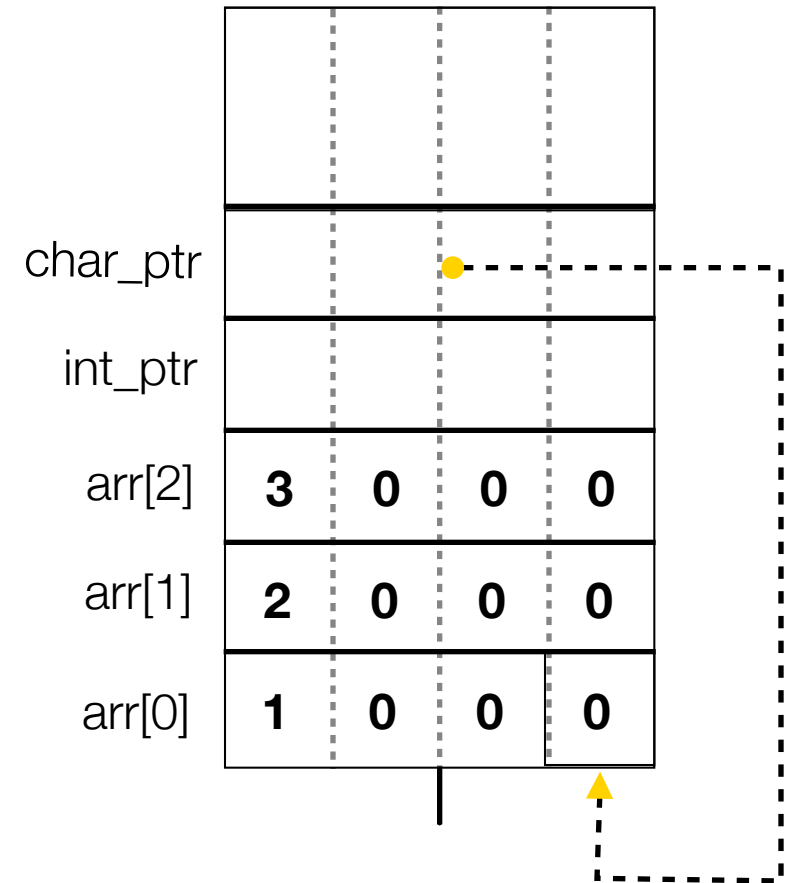 char_ptr
int_ptr
arr[2] 3 0 0 0
arr[1] 2 0 0 0
arr[0] 1 0 0 0